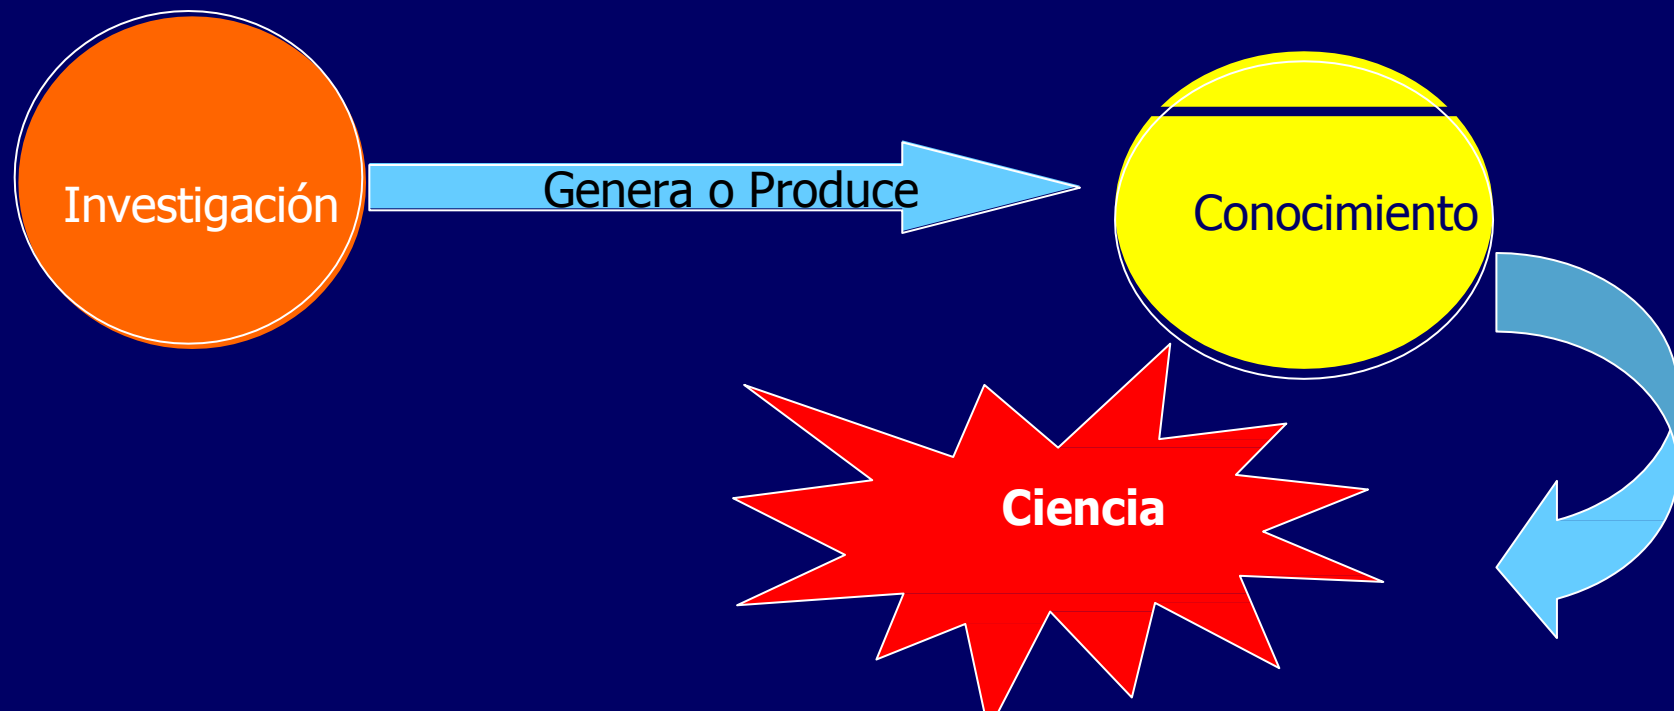 Investigación
Genera o Produce
Conocimiento
Ciencia